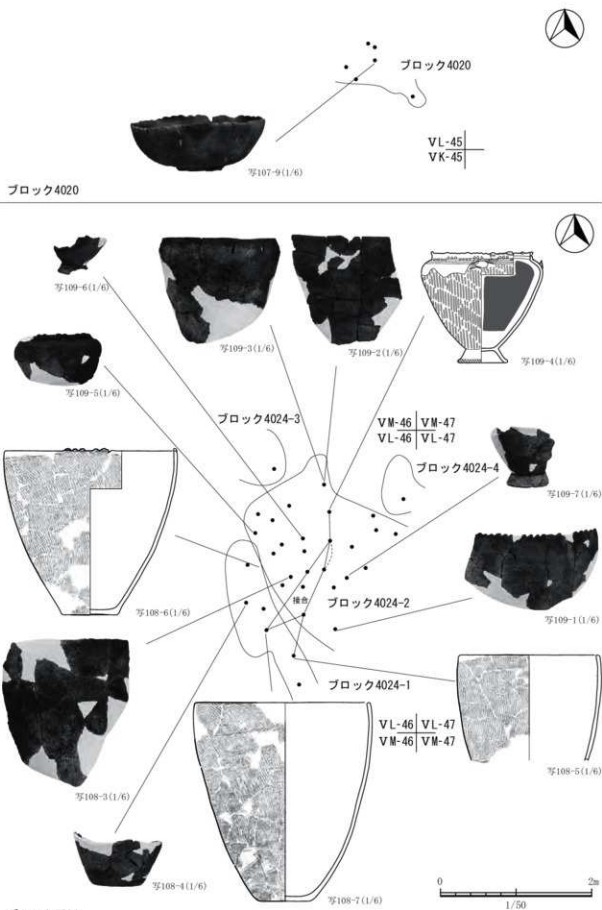 ブロック4020
ⅤL-45
ⅤK-45
写107-9(1/6)
ブロック4020
写109-6(1/6)
写109-3(1/6)
写109-2(1/6)
写109-4(1/6)
写109-5(1/6)
ブロック4024-3
ⅤM-46 ⅤM-47
ⅤL-46 ⅤL-47
ブロック4024-4
写109-7(1/6)
写108-6(1/6)
接合
ブロック4024-2
写109-1(1/6)
ブロック4024-1
写108-3(1/6)
ⅤL-46 ⅤL-47
ⅤM-46 ⅤM-47
写108-5(1/6)
写108-4(1/6)
写108-7(1/6)
0 2m
1/50